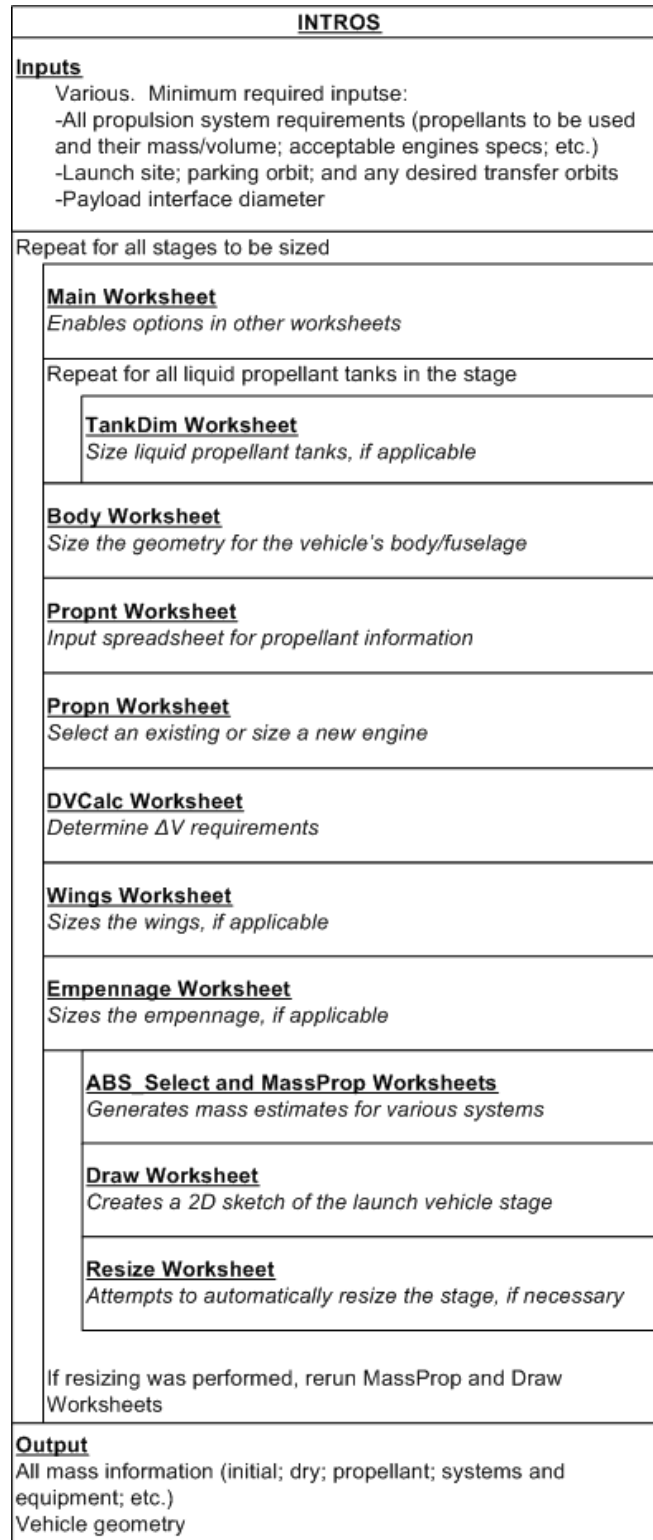 INTROS
Inputs
Various. Minimum required inputse:
-All propulsion system requirements (propellants to be used
and their mass/volume; acceptable engines specs; etc.)
-Launch site; parking orbit; and any desired transfer orbits
-Payload interface diameter
Repeat for all stages to be sized
Main Worksheet
Enables options in other worksheets
Repeat for all liquid propellant tanks in the stage
TankDim Worksheet
Size liquid propellant tanks, if applicable
Body Worksheet
Size the geometry for the vehicle's body/fuselage
Propnt Worksheet
Input spreadsheet for propellant information
Propn Worksheet
Select an existing or size a new engine
DVCalc Worksheet
Determine ΔV requirements
Wings Worksheet
Sizes the wings, if applicable
Empennage Worksheet
Sizes the empennage, if applicable
ABS_Select and MassProp Worksheets
Generates mass estimates for various systems
Draw Worksheet
Creates a 2D sketch of the launch vehicle stage
Resize Worksheet
Attempts to automatically resize the stage, if necessary
If resizing was performed, rerun MassProp and Draw
Worksheets
Output
All mass information (initial; dry; propellant; systems and
equipment; etc.)
Vehicle geometry